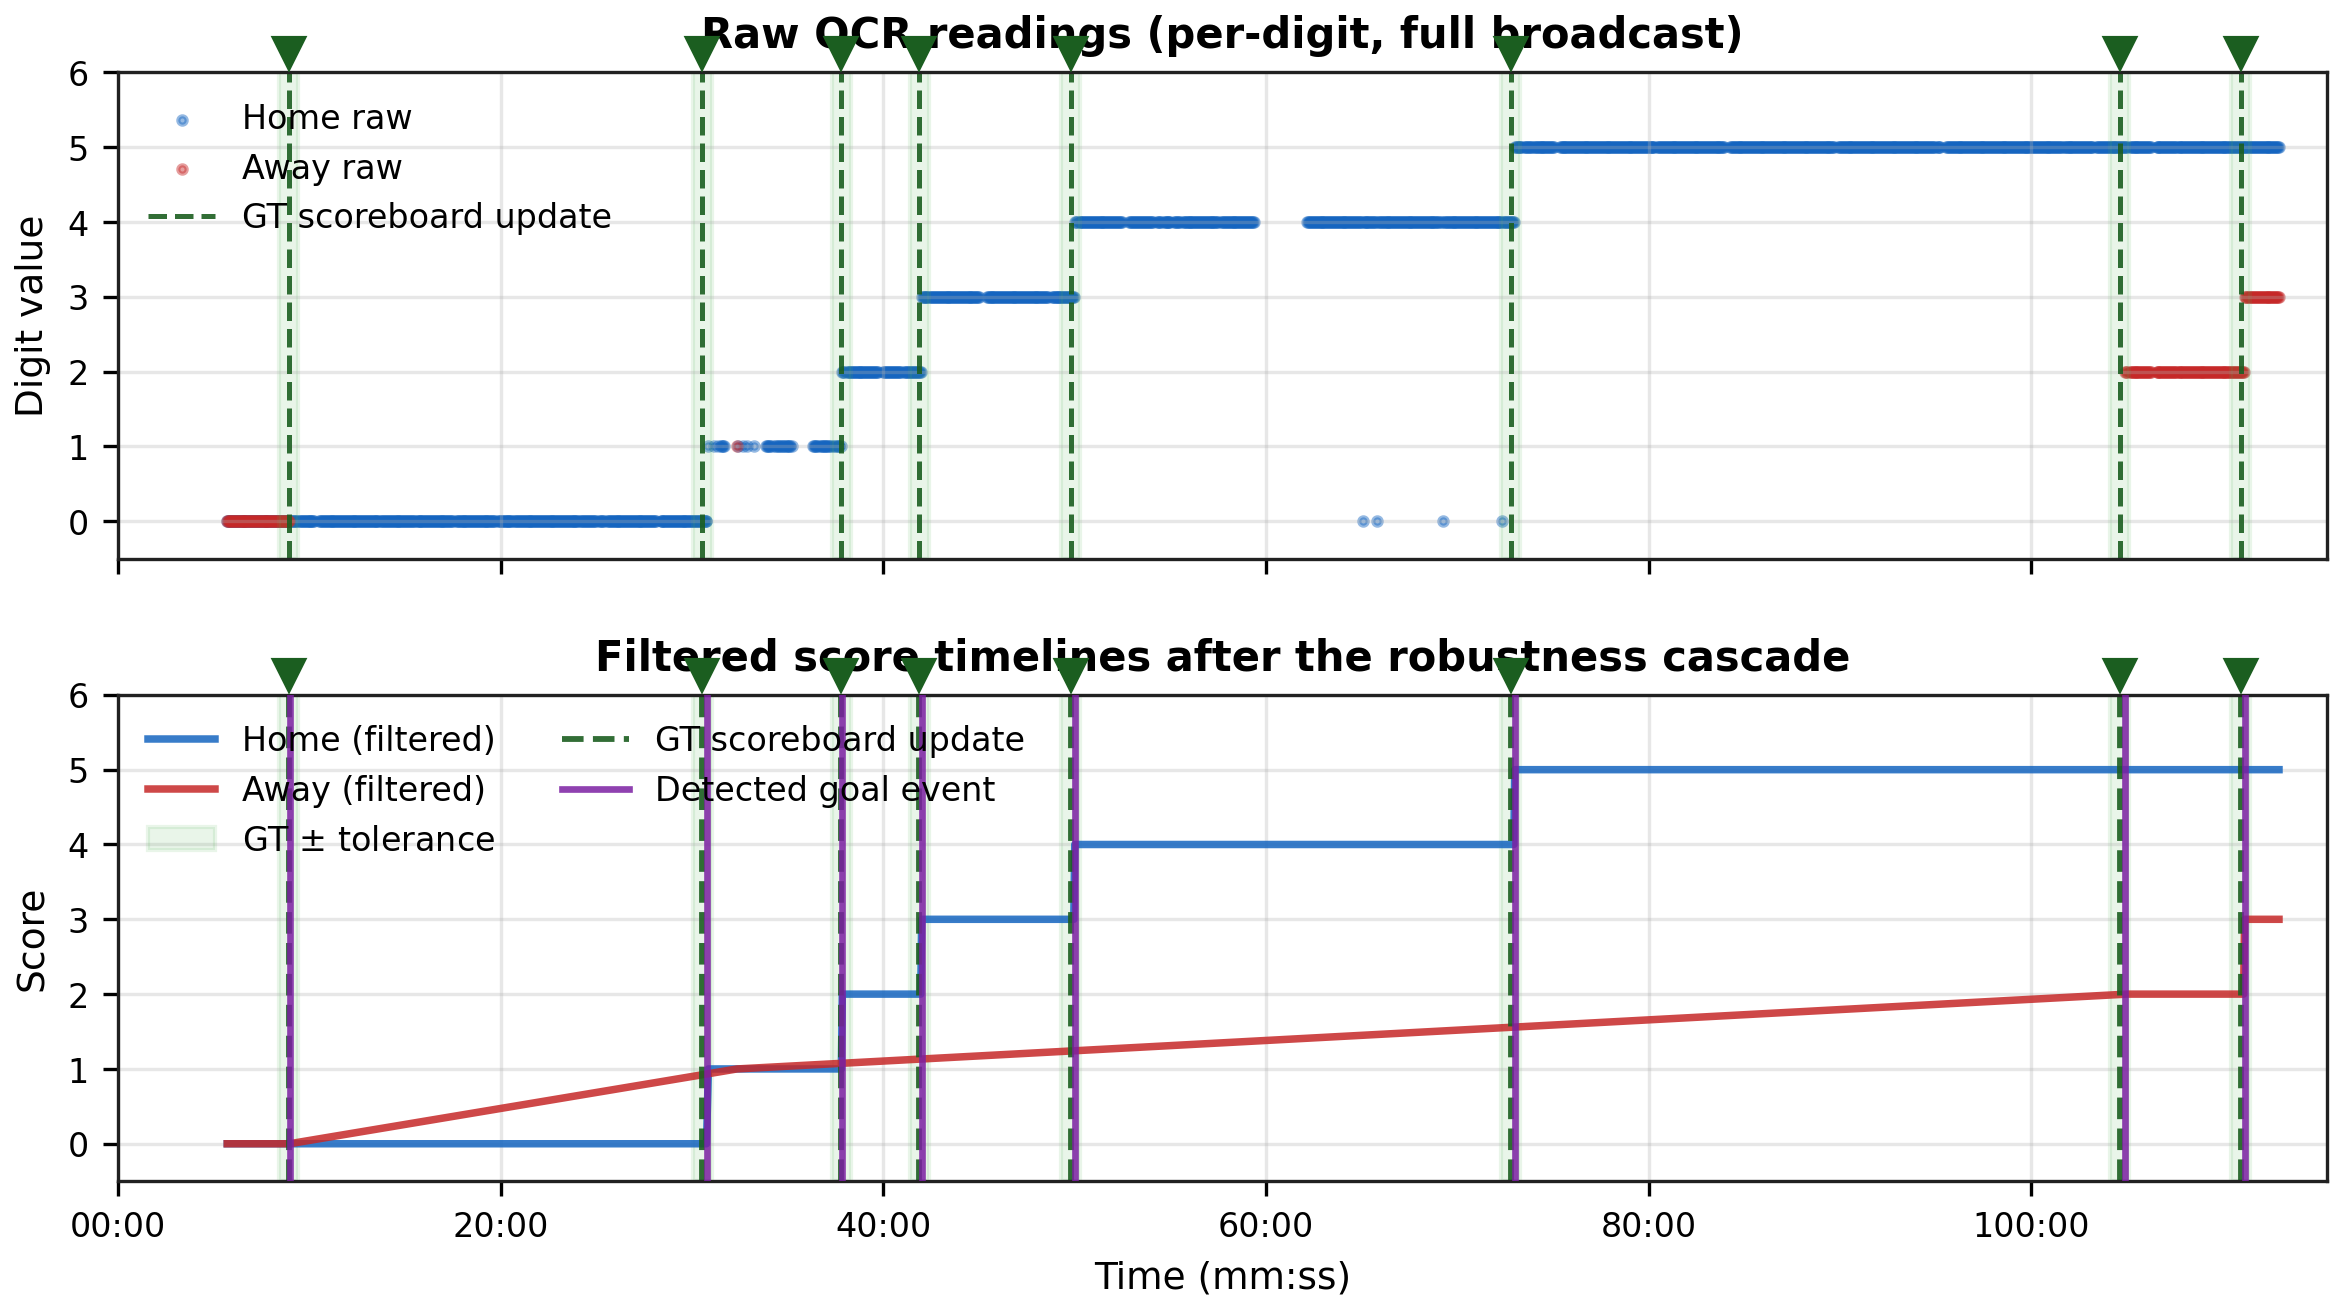 Raw OCR readings (per-digit, full broadcast)
6
5
4
3
2
1
0
Digit value
Home raw
Away raw
GT scoreboard update
Filtered score timelines after the robustness cascade
6
5
4
3
2
1
0
Score
Home (filtered)
Away (filtered)
GT ± tolerance
GT scoreboard update
Detected goal event
00:00 20:00 40:00 60:00 80:00 100:00
Time (mm:ss)